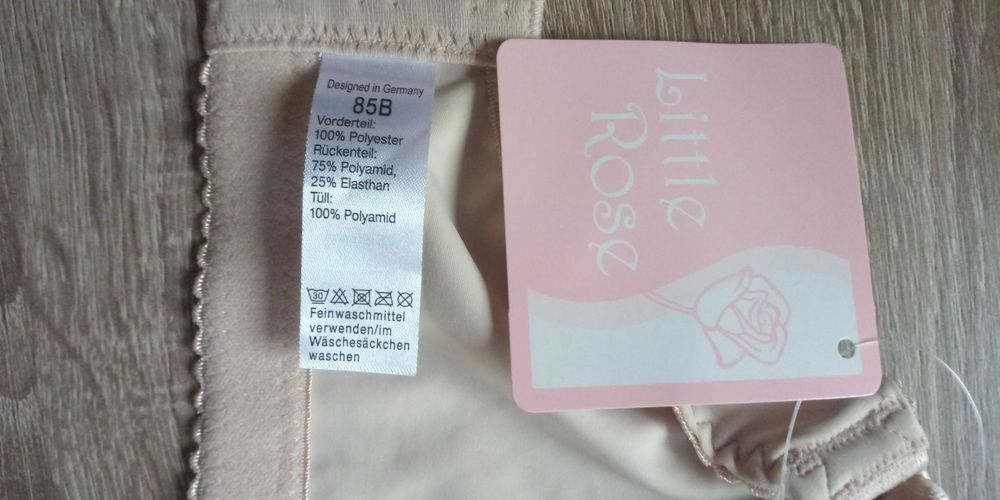 Designed in Germany
85B
Vorderteil:
100% Polyester
Rückenteil:
75% Polyamid,
25% Elasthan
Tüll:
100% Polyamid
30
Feinwaschmittel
verwenden/im
Wäschesäckchen
waschen
Little
Rose